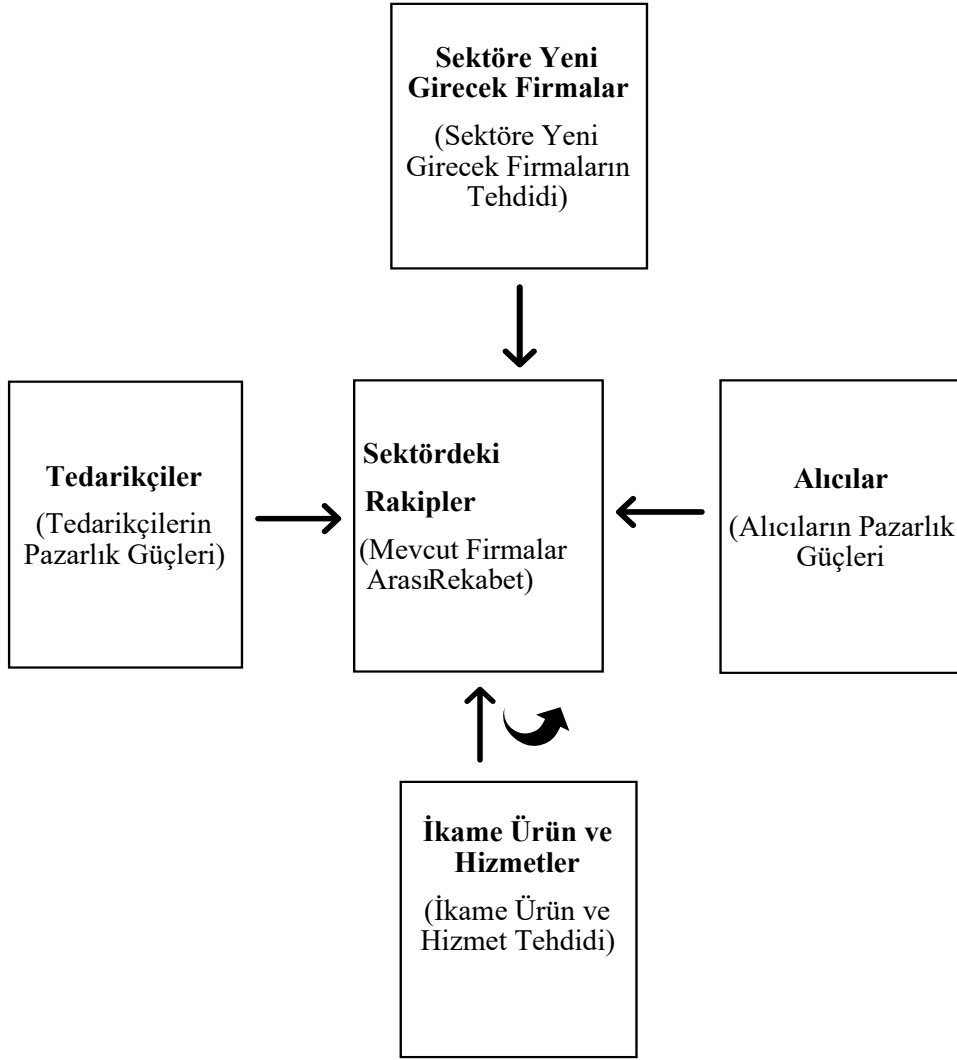 Sektöre Yeni
Girecek Firmalar
(Sektöre Yeni
Girecek Firmaların
Tehdidi)
Tedarikçiler
(Tedarikçilerin
Pazarlık Güçleri)
Sektördeki
Rakipler
(Mevcut Firmalar
ArasıRekabet)
Alıcılar
(Alıcıların Pazarlık
Güçleri
İkame Ürün ve
Hizmetler
(İkame Ürün ve
Hizmet Tehdidi)